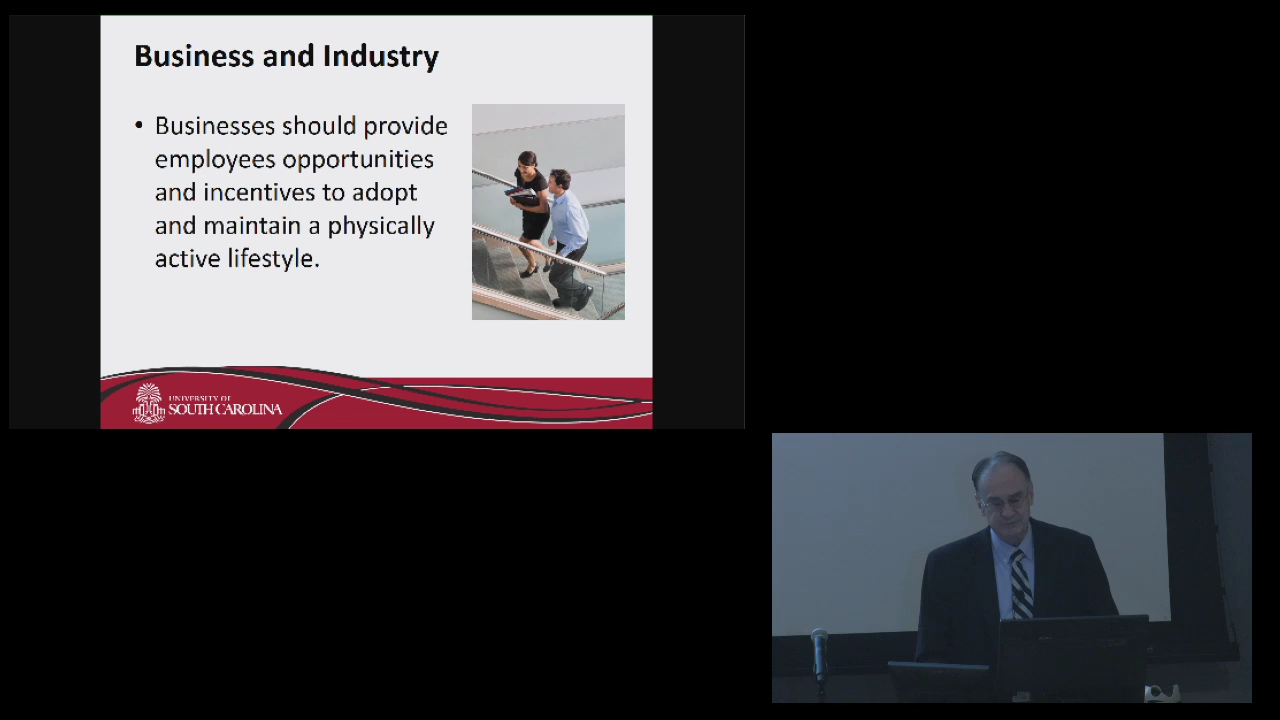 Business and Industry
• Businesses should provide
employees opportunities
and incentives to adopt
and maintain a physically
active lifestyle.
UNIVERSITY OF
SOUTH CAROLINA